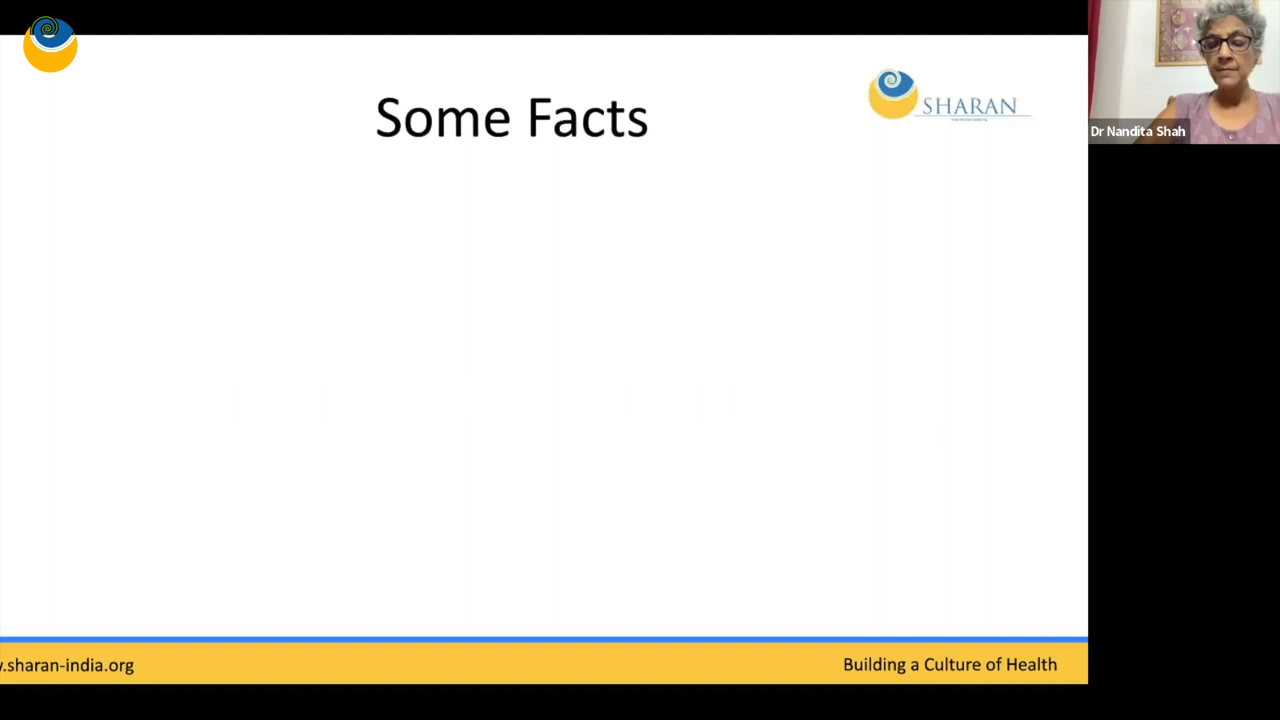 Some Facts
SHARAN
Dr Nandita Shah
.sharan-india.org
Building a Culture of Health